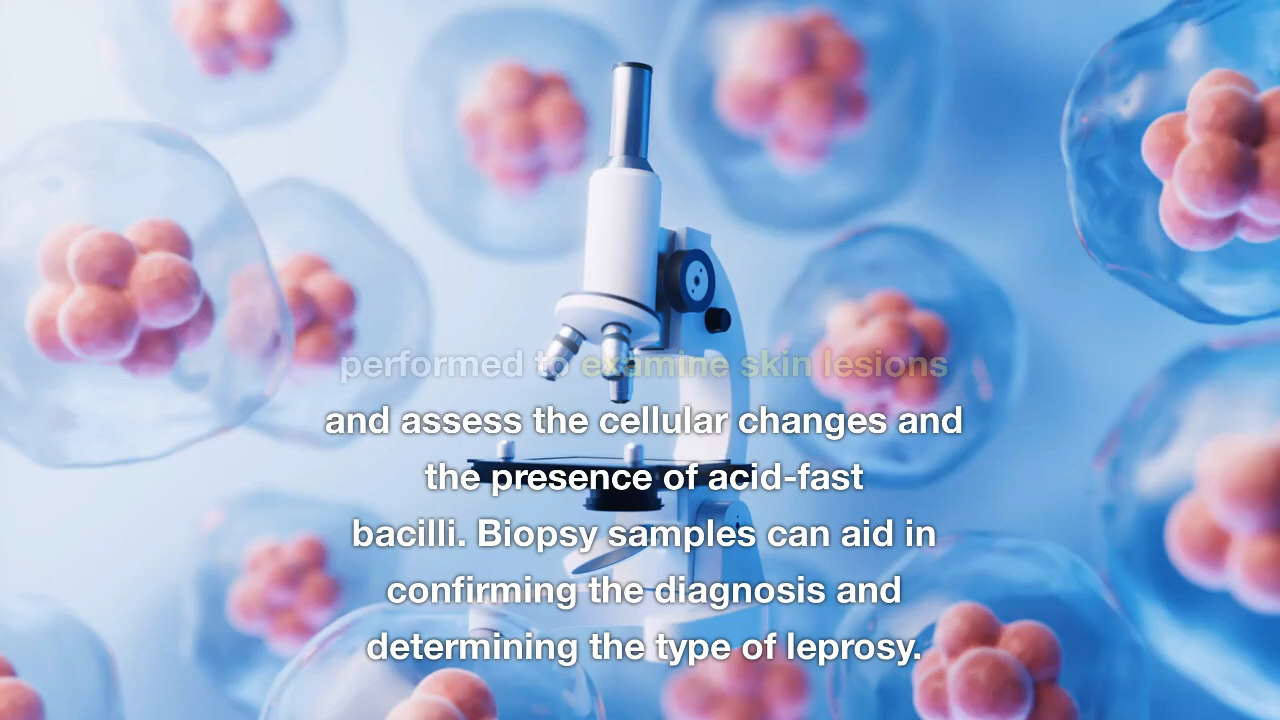 performed to examine skin lesions
and assess the cellular changes and
the presence of acid-fast
bacilli. Biopsy samples can aid in
confirming the diagnosis and
determining the type of leprosy.